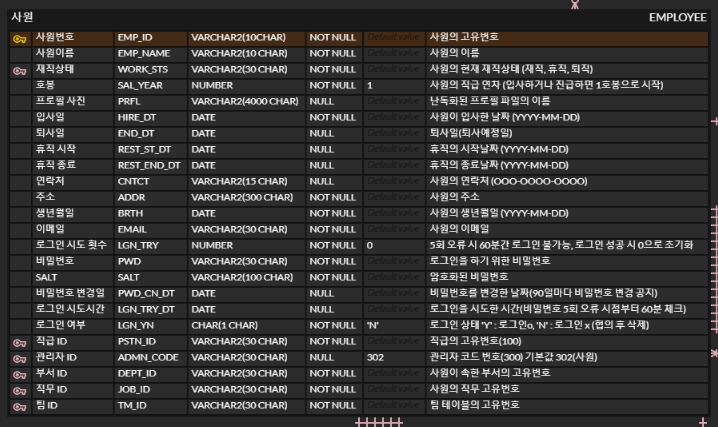 사원 EMPLOYEE
사원번호 EMP_ID VARCHAR2(10CHAR) NOT NULL Default value 사원의 고유번호
사원이름 EMP_NAME VARCHAR2(10 CHAR) NOT NULL Default value 사원의 이름
재직상태 WORK_STS VARCHAR2(30 CHAR) NOT NULL Default value 사원의 현재 재직상태 (재직, 휴직, 퇴직)
호봉 SAL_YEAR NUMBER NOT NULL 1 사원의 직급 연차 (입사하거나 진급하면 1호봉으로 시작)
프로필 사진 PRFL VARCHAR2(4000 CHAR) NULL Default value 난독화된 프로필 파일의 이름
입사일 HIRE_DT DATE NOT NULL Default value 사원이 입사한 날짜 (YYYY-MM-DD)
퇴사일 END_DT DATE NULL Default value 퇴사일(퇴사예정일)
휴직 시작 REST_ST_DT DATE NULL Default value 휴직의 시작날짜 (YYYY-MM-DD)
휴직 종료 REST_END_DT DATE NULL Default value 휴직의 종료날짜 (YYYY-MM-DD)
연락처 CNTCT VARCHAR2(15 CHAR) NULL Default value 사원의 연락처 (OOO-OOOO-OOOO)
주소 ADDR VARCHAR2(300 CHAR) NOT NULL Default value 사원의 주소
생년월일 BRTH DATE NOT NULL Default value 사원의 생년월일 (YYYY-MM-DD)
이메일 EMAIL VARCHAR2(30 CHAR) NOT NULL Default value 사원의 이메일
로그인 시도 횟수 LGN_TRY NUMBER NOT NULL 0 5회 오류 시 60분간 로그인 불가능, 로그인 성공 시 0으로 초기화
비밀번호 PWD VARCHAR2(30 CHAR) NOT NULL Default value 로그인을 하기 위한 비밀번호
SALT SALT VARCHAR2(100 CHAR) NOT NULL Default value 암호화된 비밀번호
비밀번호 변경일 PWD_CN_DT DATE NULL Default value 비밀번호를 변경한 날짜(90일마다 비밀번호 변경 공지)
로그인 시도시간 LGN_TRY_DT DATE NULL Default value 로그인을 시도한 시간(비밀번호 5회 오류 시점부터 60분 체크)
로그인 여부 LGN_YN CHAR(1 CHAR) NOT NULL 'N' 로그인 상태 'Y' : 로그인o, 'N' : 로그인 x (협의 후 삭제)
직급 ID PSTN_ID VARCHAR2(30 CHAR) NOT NULL Default value 직급의 고유번호(100)
관리자 ID ADMN_CODE VARCHAR2(30 CHAR) NULL 302 관리자 코드 번호(300) 기본값 302(사원)
부서 ID DEPT_ID VARCHAR2(30 CHAR) NOT NULL Default value 사원이 속한 부서의 고유번호
직무 ID JOB_ID VARCHAR2(30 CHAR) NOT NULL Default value 사원의 직무 고유번호
팀 ID TM_ID VARCHAR2(30 CHAR) NOT NULL Default value 팀 테이블의 고유번호